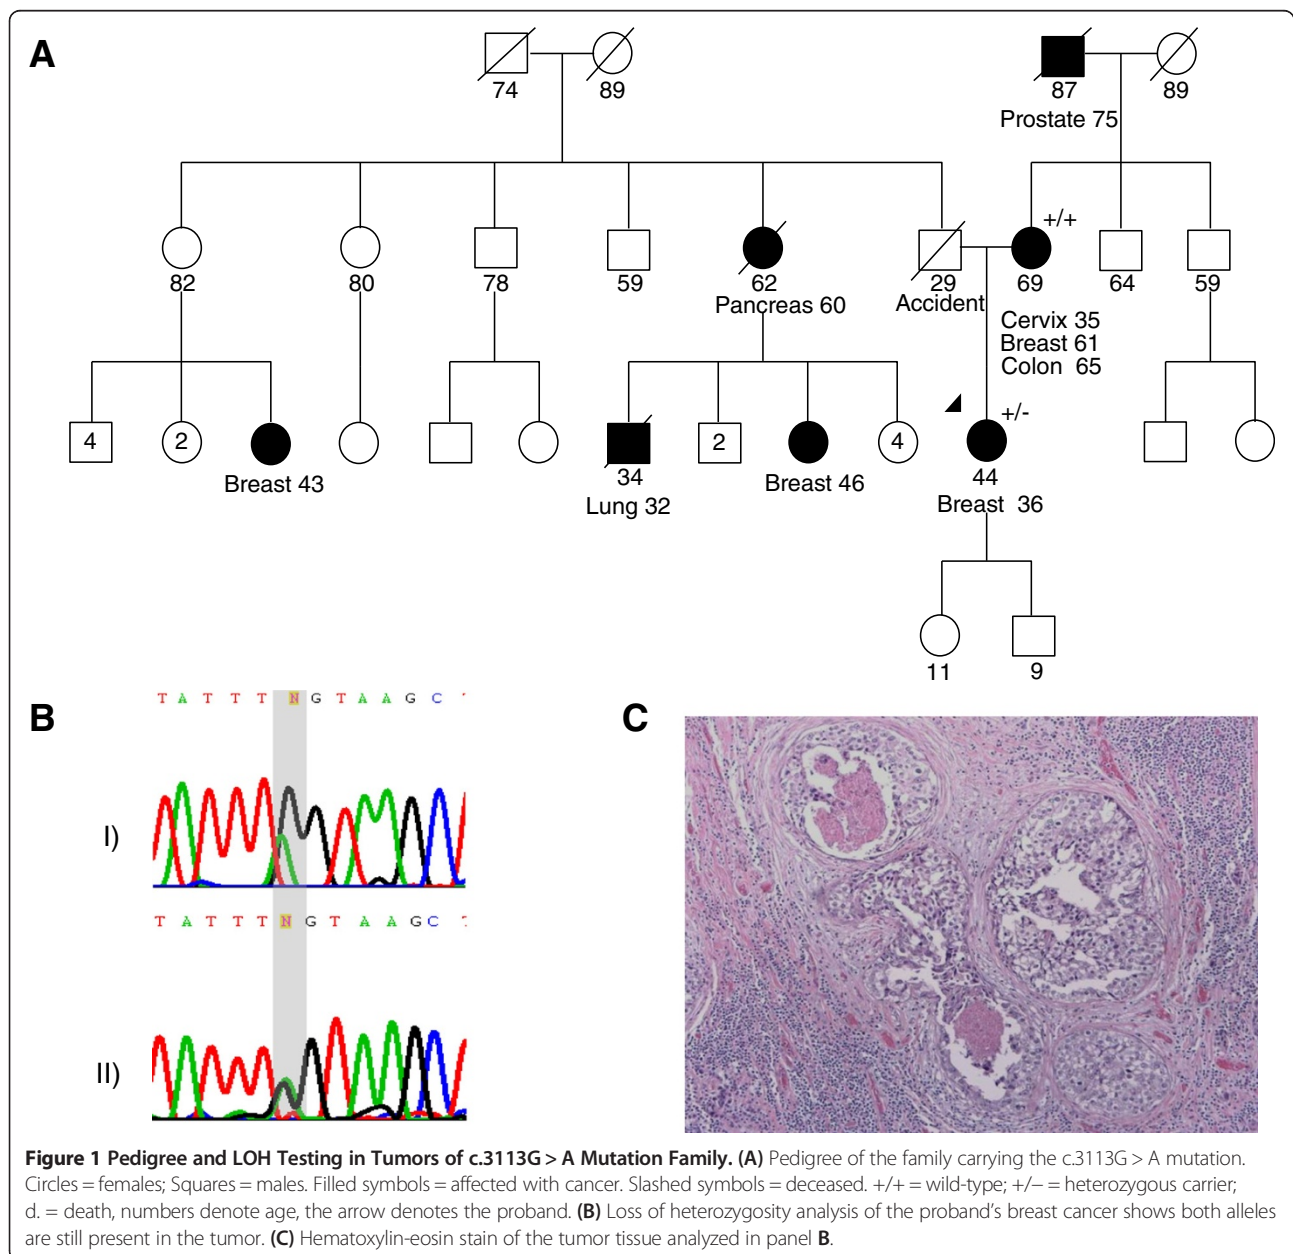 A
74
89
87
89
Prostate 75
+/+
82
80
78
59
62
29
69
64
59
Pancreas 60
Accident
Cervix 35
Breast 61
Colon 65
+/-
4
2
2
4
Breast 43
34
Lung 32
Breast 46
44
Breast 36
11
9
B
C
T A T T T N G T A A G C T
I)
T A T T T N G T A A G C T
II)
Figure 1 Pedigree and LOH Testing in Tumors of c.3113G > A Mutation Family. (A) Pedigree of the family carrying the c.3113G > A mutation.
Circles = females; Squares = males. Filled symbols = affected with cancer. Slashed symbols = deceased. +/+ = wild-type; +/− = heterozygous carrier;
d. = death, numbers denote age, the arrow denotes the proband. (B) Loss of heterozygosity analysis of the proband's breast cancer shows both alleles
are still present in the tumor. (C) Hematoxylin-eosin stain of the tumor tissue analyzed in panel B.